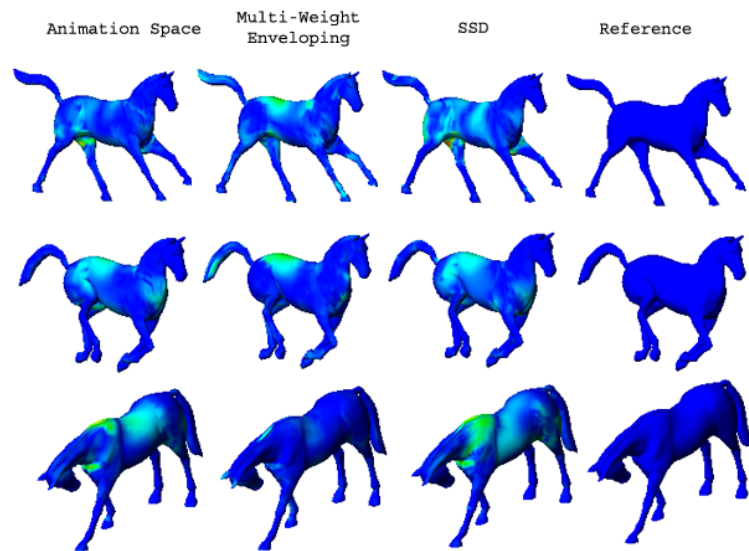 Animation Space
Multi-Weight
Enveloping
SSD
Reference